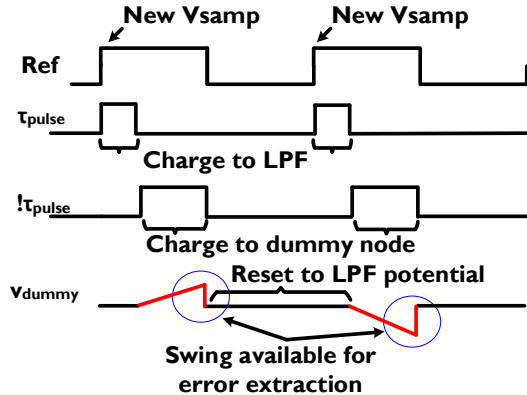 New Vsamp New Vsamp
Ref
τpulse
Charge to LPF
!τpulse
Charge to dummy node
Reset to LPF potential
vdummy
Swing available for
error extraction